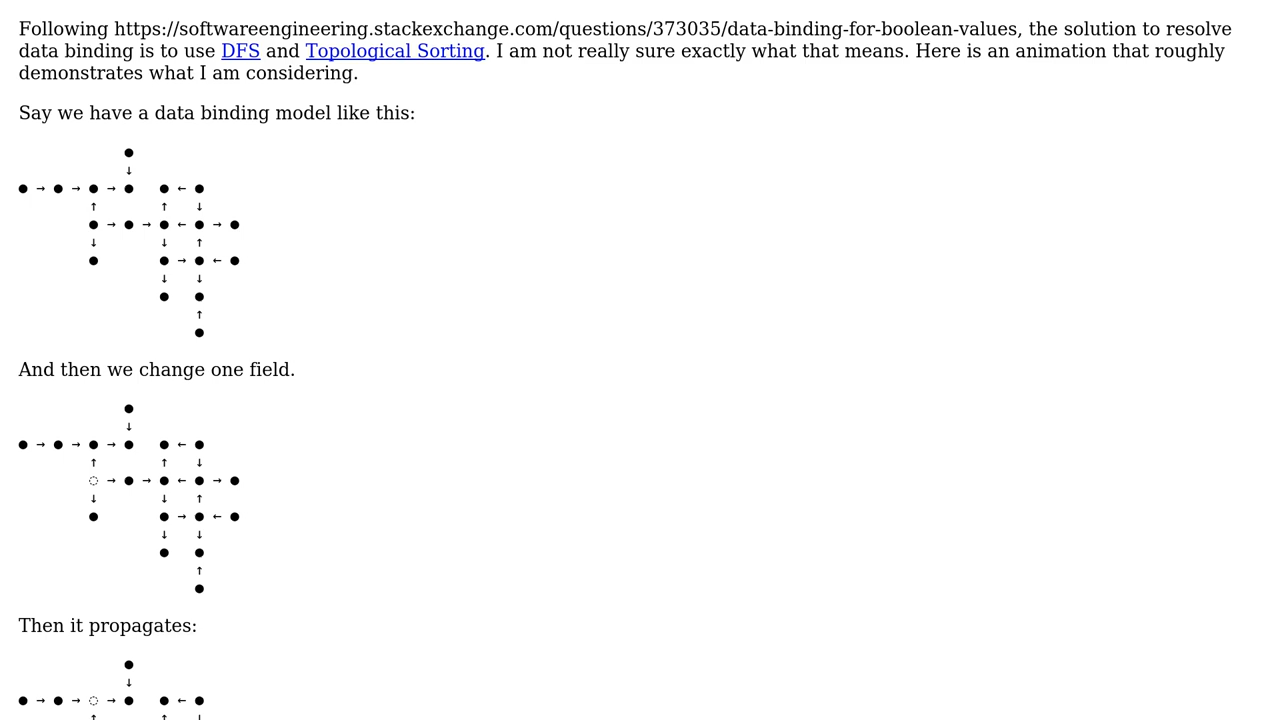 Following https://softwareengineering.stackexchange.com/questions/373035/data-binding-for-boolean-values, the solution to resolve
data binding is to use DFS and Topological Sorting. I am not really sure exactly what that means. Here is an animation that roughly
demonstrates what I am considering.
Say we have a data binding model like this:
            ●
            ↓
● → ● → ● → ●   ● ← ●
        ↑       ↑   ↓
        ● → ● → ● ← ● → ●
        ↓       ↓   ↑
        ●       ● → ● ← ●
                ↓   ↓
                ●   ●
                    ↑
                    ●
And then we change one field.
            ●
            ↓
● → ● → ● → ●   ● ← ●
        ↑       ↑   ↓
        ◌ → ● → ● ← ● → ●
        ↓       ↓   ↑
        ●       ● → ● ← ●
                ↓   ↓
                ●   ●
                    ↑
                    ●
Then it propagates:
            ●
            ↓
● → ● → ◌ → ●   ● ← ●
        ↑       ↑   ↓